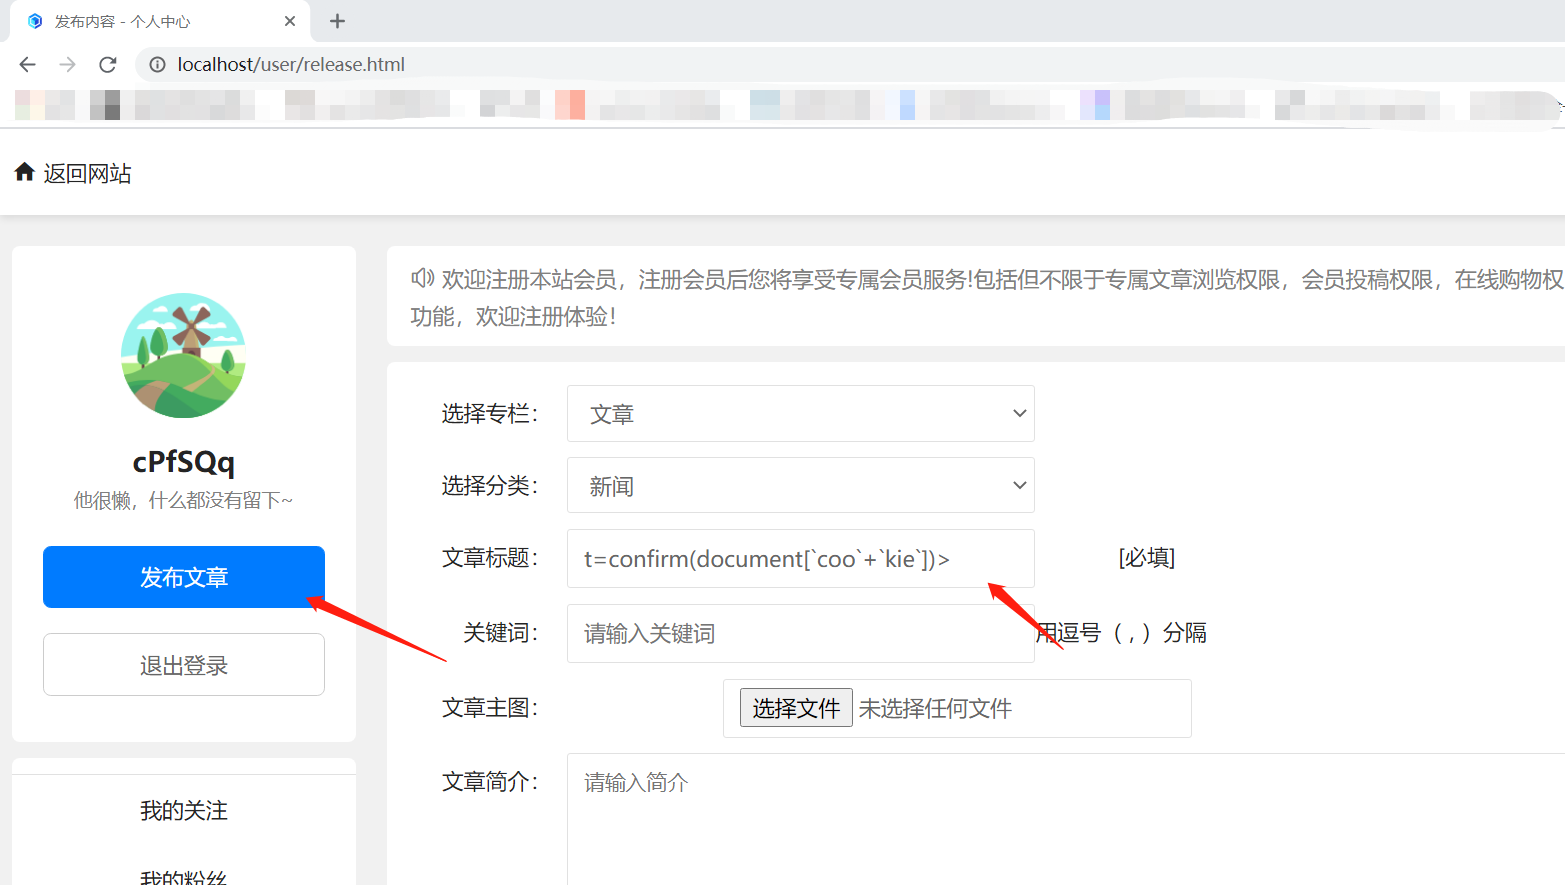 发布内容 - 个人中心
localhost/user/release.html
返回网站
欢迎注册本站会员，注册会员后您将享受专属会员服务!包括但不限于专属文章浏览权限，会员投稿权限，在线购物权
功能，欢迎注册体验！
cPfSQq
他很懒，什么都没有留下~
发布文章
退出登录
我的关注
我的粉丝
选择专栏： 文章
选择分类： 新闻
文章标题： t=confirm(document[`coo`+`kie`])> [必填]
关键词： 请输入关键词 用逗号（ , ）分隔
文章主图： 选择文件 未选择任何文件
文章简介： 请输入简介